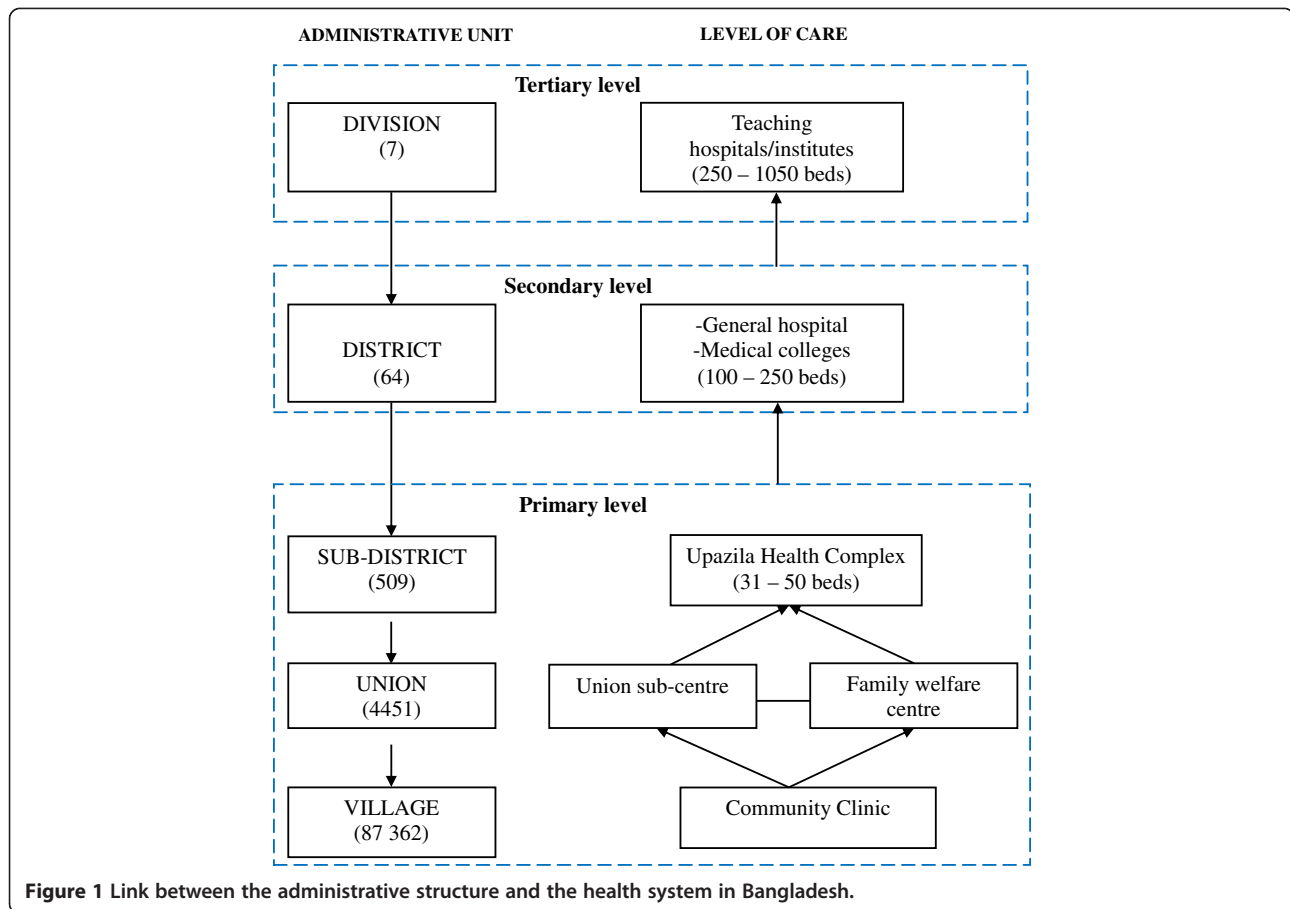 ADMINISTRATIVE UNIT
LEVEL OF CARE
Tertiary level
DIVISION
(7)
Teaching
hospitals/institutes
(250 – 1050 beds)
Secondary level
DISTRICT
(64)
-General hospital
-Medical colleges
(100 – 250 beds)
Primary level
SUB-DISTRICT
(509)
Upazila Health Complex
(31 – 50 beds)
UNION
(4451)
Union sub-centre
Family welfare
centre
VILLAGE
(87 362)
Community Clinic
Figure 1 Link between the administrative structure and the health system in Bangladesh.